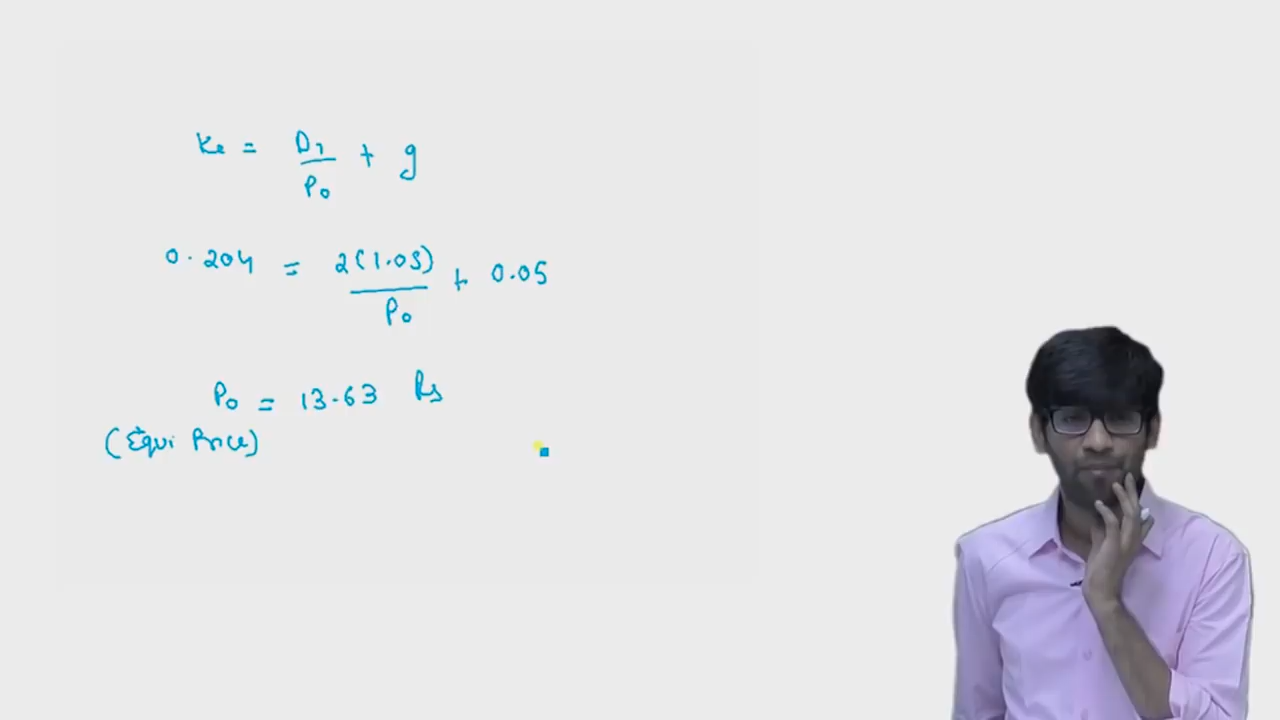 Ke = D1/P0 + g
0.204 = 2(1.05)/P0 + 0.05
P0 = 13.63 Rs
(Equi Price)